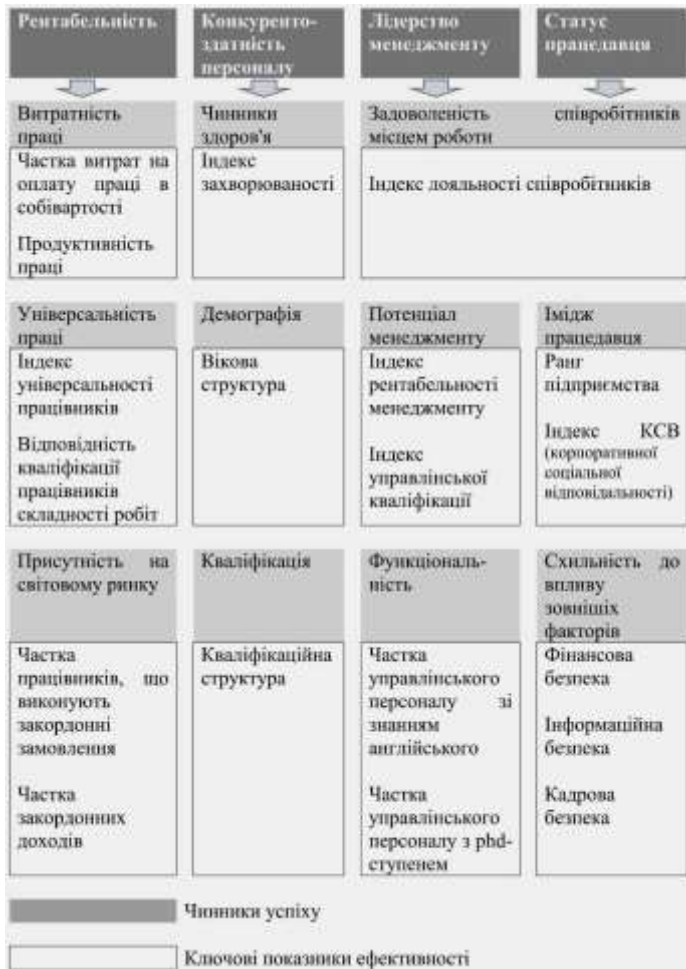 Рентабельність
Конкуренто-
здатність
персоналу
Лідерство
менеджменту
Статус
працедавця
Витратність
праці
Чинники
здоров'я
Задоволеність співробітників
місцем роботи
Частка витрат на
оплату праці в
собівартості
Продуктивність
праці
Індекс
захворюваності
Індекс лояльності співробітників
Універсальність
праці
Демографія
Потенціал
менеджменту
Імідж
працедавця
Індекс
універсальності
працівників
Відповідність
кваліфікації
працівників
складності робіт
Вікова
структура
Індекс
рентабельності
менеджменту
Індекс
управлінської
кваліфікації
Ранг
підприємства
Індекс КСВ
(корпоративної
соціальної
відповідальності)
Присутність на
світовому ринку
Кваліфікація
Функціональ-
ність
Схильність до
впливу
зовнішіх
факторів
Частка
працівників, що
виконують
закордонні
замовлення
Частка
закордонних
доходів
Кваліфікаційна
структура
Частка
управлінського
персоналу зі
знанням
англійського
Частка
управлінського
персоналу з phd-
ступенем
Фінансова
безпека
Інформаційна
безпека
Кадрова
безпека
Чинники успіху
Ключові показники ефективності